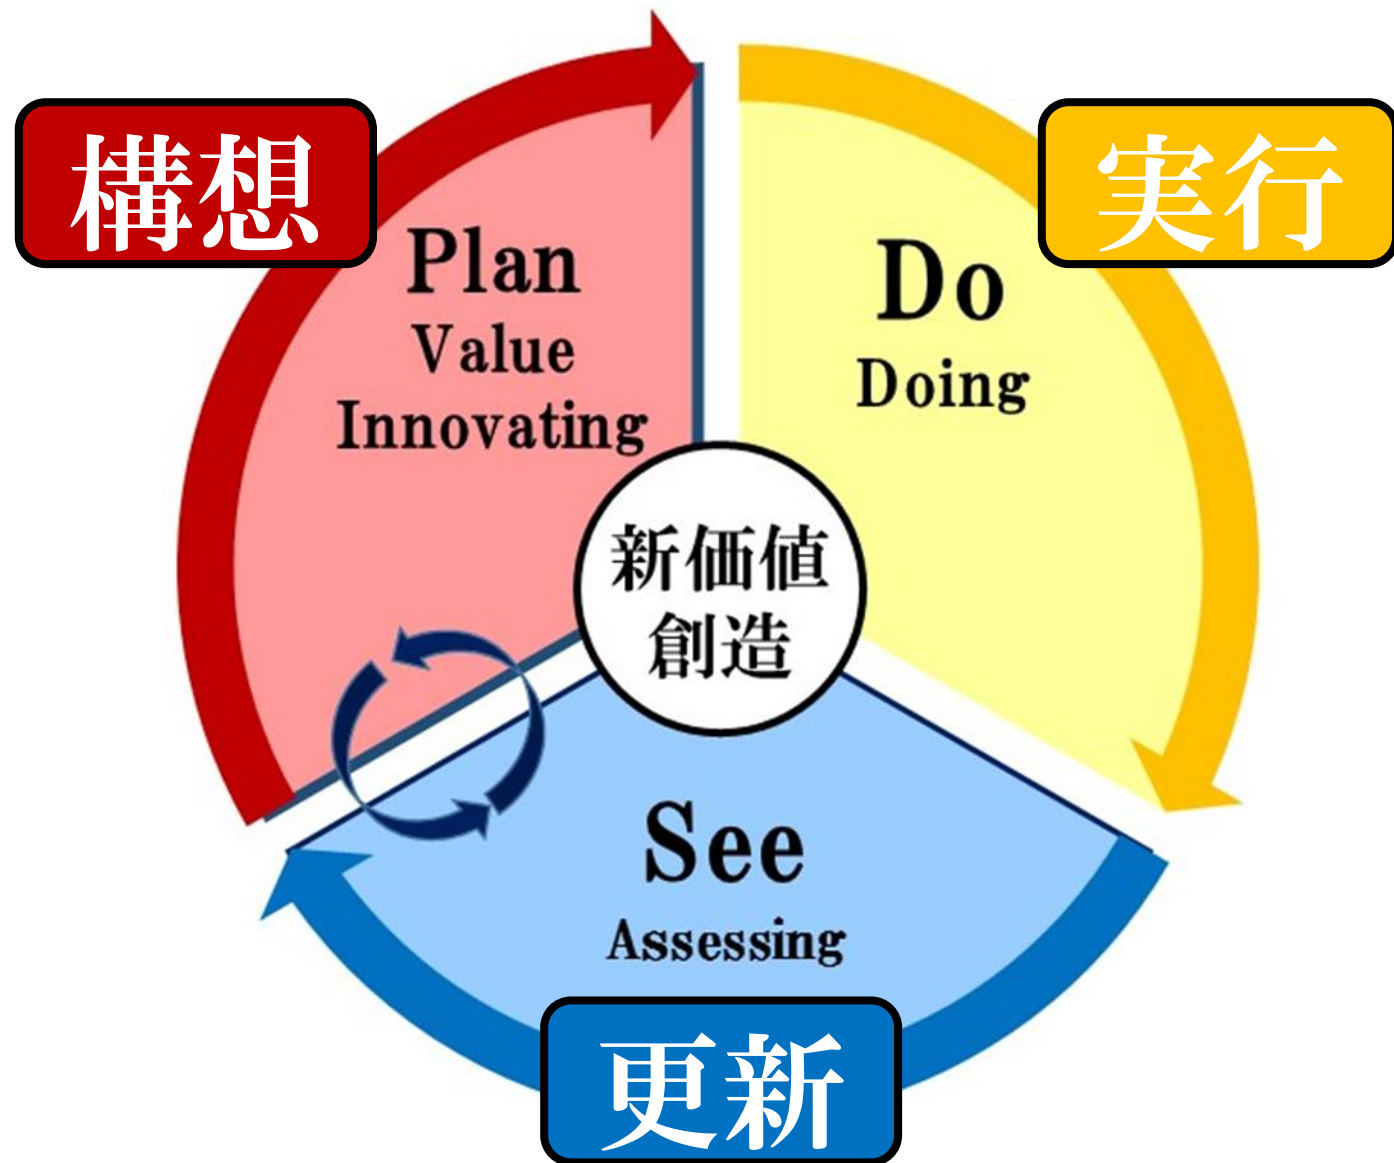 構想
Plan
Value
Innovating
実行
Do
Doing
新価値
創造
See
Assessing
更新